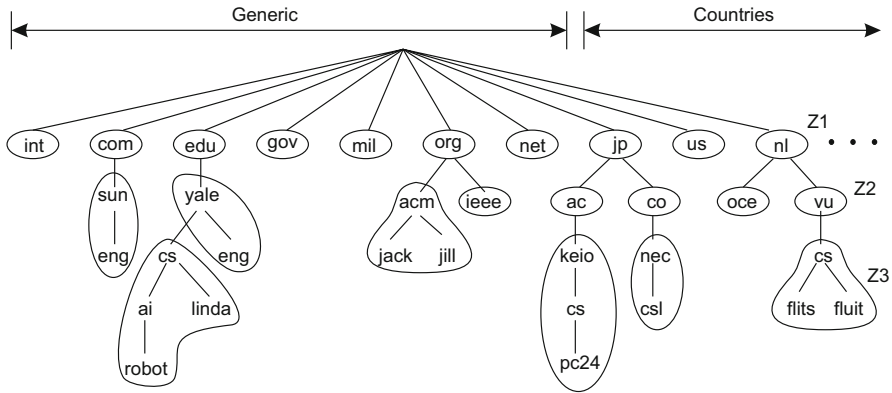 Generic Countries
int com edu gov mil org net jp us nl Z1
sun yale acm ieee ac co oce vu Z2
eng cs eng jack jill keio nec cs Z3
ai linda cs csl flits fluit
robot pc24